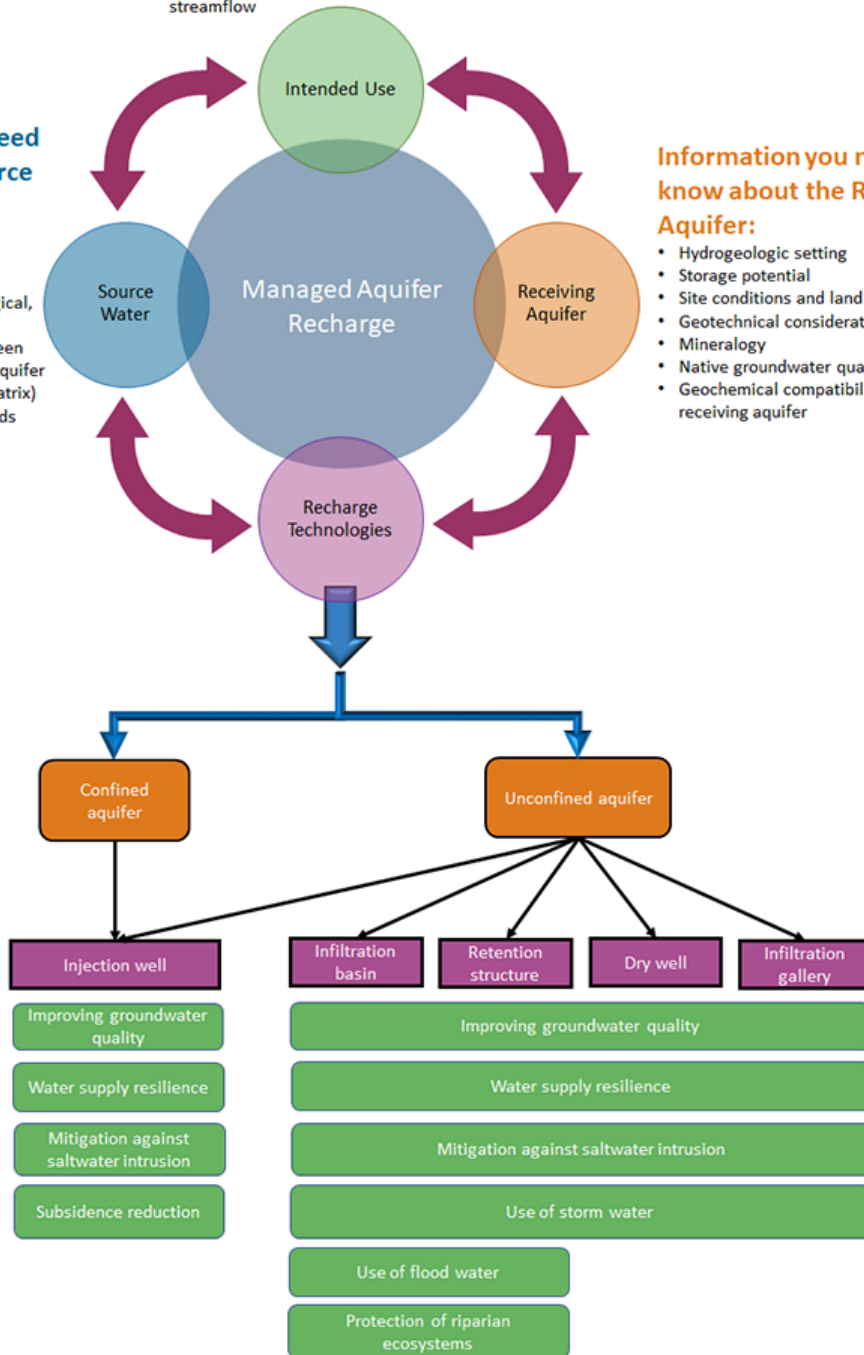 streamflow
Intended Use
eed
rce
Information you n
know about the R
Aquifer:
• Hydrogeologic setting
• Storage potential
• Site conditions and land
• Geotechnical considerat
• Mineralogy
• Native groundwater qua
• Geochemical compatibil
receiving aquifer
Source
Water
Managed Aquifer
Recharge
Receiving
Aquifer
ical,
een
quifer
atrix)
ds
Recharge
Technologies
Confined
aquifer
Unconfined aquifer
Injection well
Infiltration
basin
Retention
structure
Dry well
Infiltration
gallery
Improving groundwater
quality
Water supply resilience
Mitigation against
saltwater intrusion
Subsidence reduction
Improving groundwater quality
Water supply resilience
Mitigation against saltwater intrusion
Use of storm water
Use of flood water
Protection of riparian
ecosystems